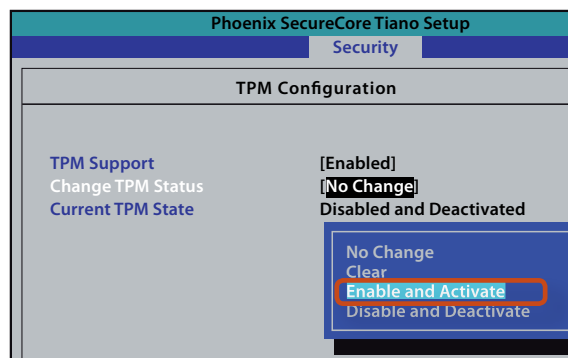 Phoenix SecureCore Tiano Setup
Security
TPM Configuration
TPM Support [Enabled]
Change TPM Status [No Change]
Current TPM State Disabled and Deactivated
No Change
Clear
Enable and Activate
Disable and Deactivate